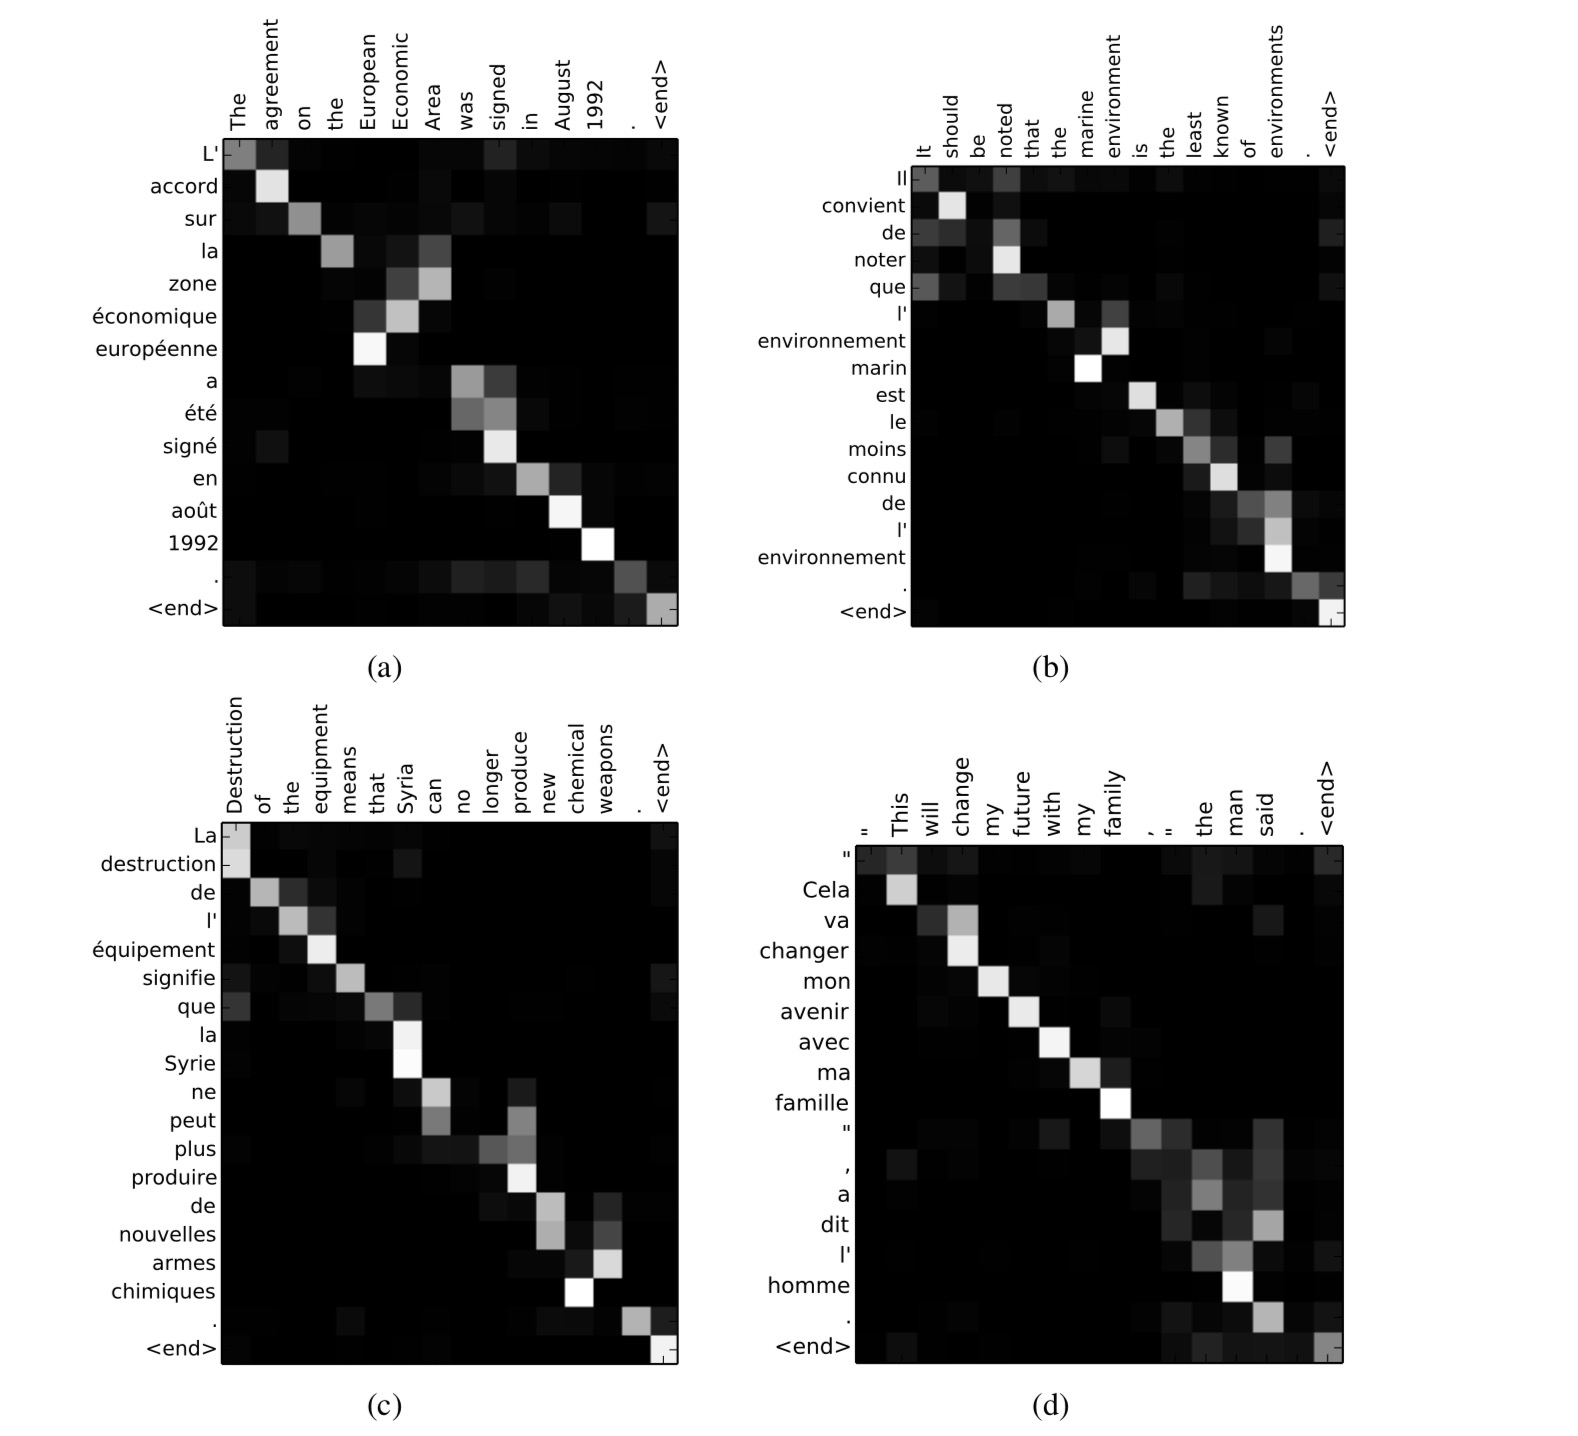 The
agreement
on
the
European
Economic
Area
was
signed
in
August
1992
.
<end>
L'
accord
sur
la
zone
économique
européenne
a
été
signé
en
août
1992
.
<end>
(a)
It
should
be
noted
that
the
marine
environment
is
the
least
known
of
environments
.
<end>
Il
convient
de
noter
que
l'
environnement
marin
est
le
moins
connu
de
l'
environnement
.
<end>
(b)
Destruction
of
the
equipment
means
that
Syria
can
no
longer
produce
new
chemical
weapons
.
<end>
La
destruction
de
l'
équipement
signifie
que
la
Syrie
ne
peut
plus
produire
de
nouvelles
armes
chimiques
.
<end>
(c)
"
This
will
change
my
future
with
my
family
,
"
the
man
said
.
<end>
"
Cela
va
changer
mon
avenir
avec
ma
famille
"
,
a
dit
l'
homme
.
<end>
(d)